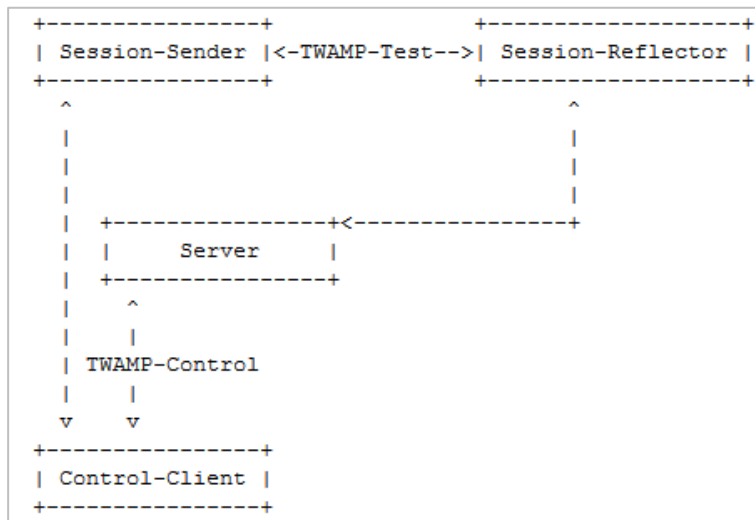 +----------------+               +-------------------+
| Session-Sender |<-TWAMP-Test-->| Session-Reflector |
+----------------+               +-------------------+
  ^                                     ^
  |                                     |
  |                                     |
  |                                     |
  |  +----------------+<----------------+
  |  |     Server     |
  |  +----------------+
  |    ^
  |    |
  | TWAMP-Control
  |    |
  v    v
+----------------+
| Control-Client |
+----------------+